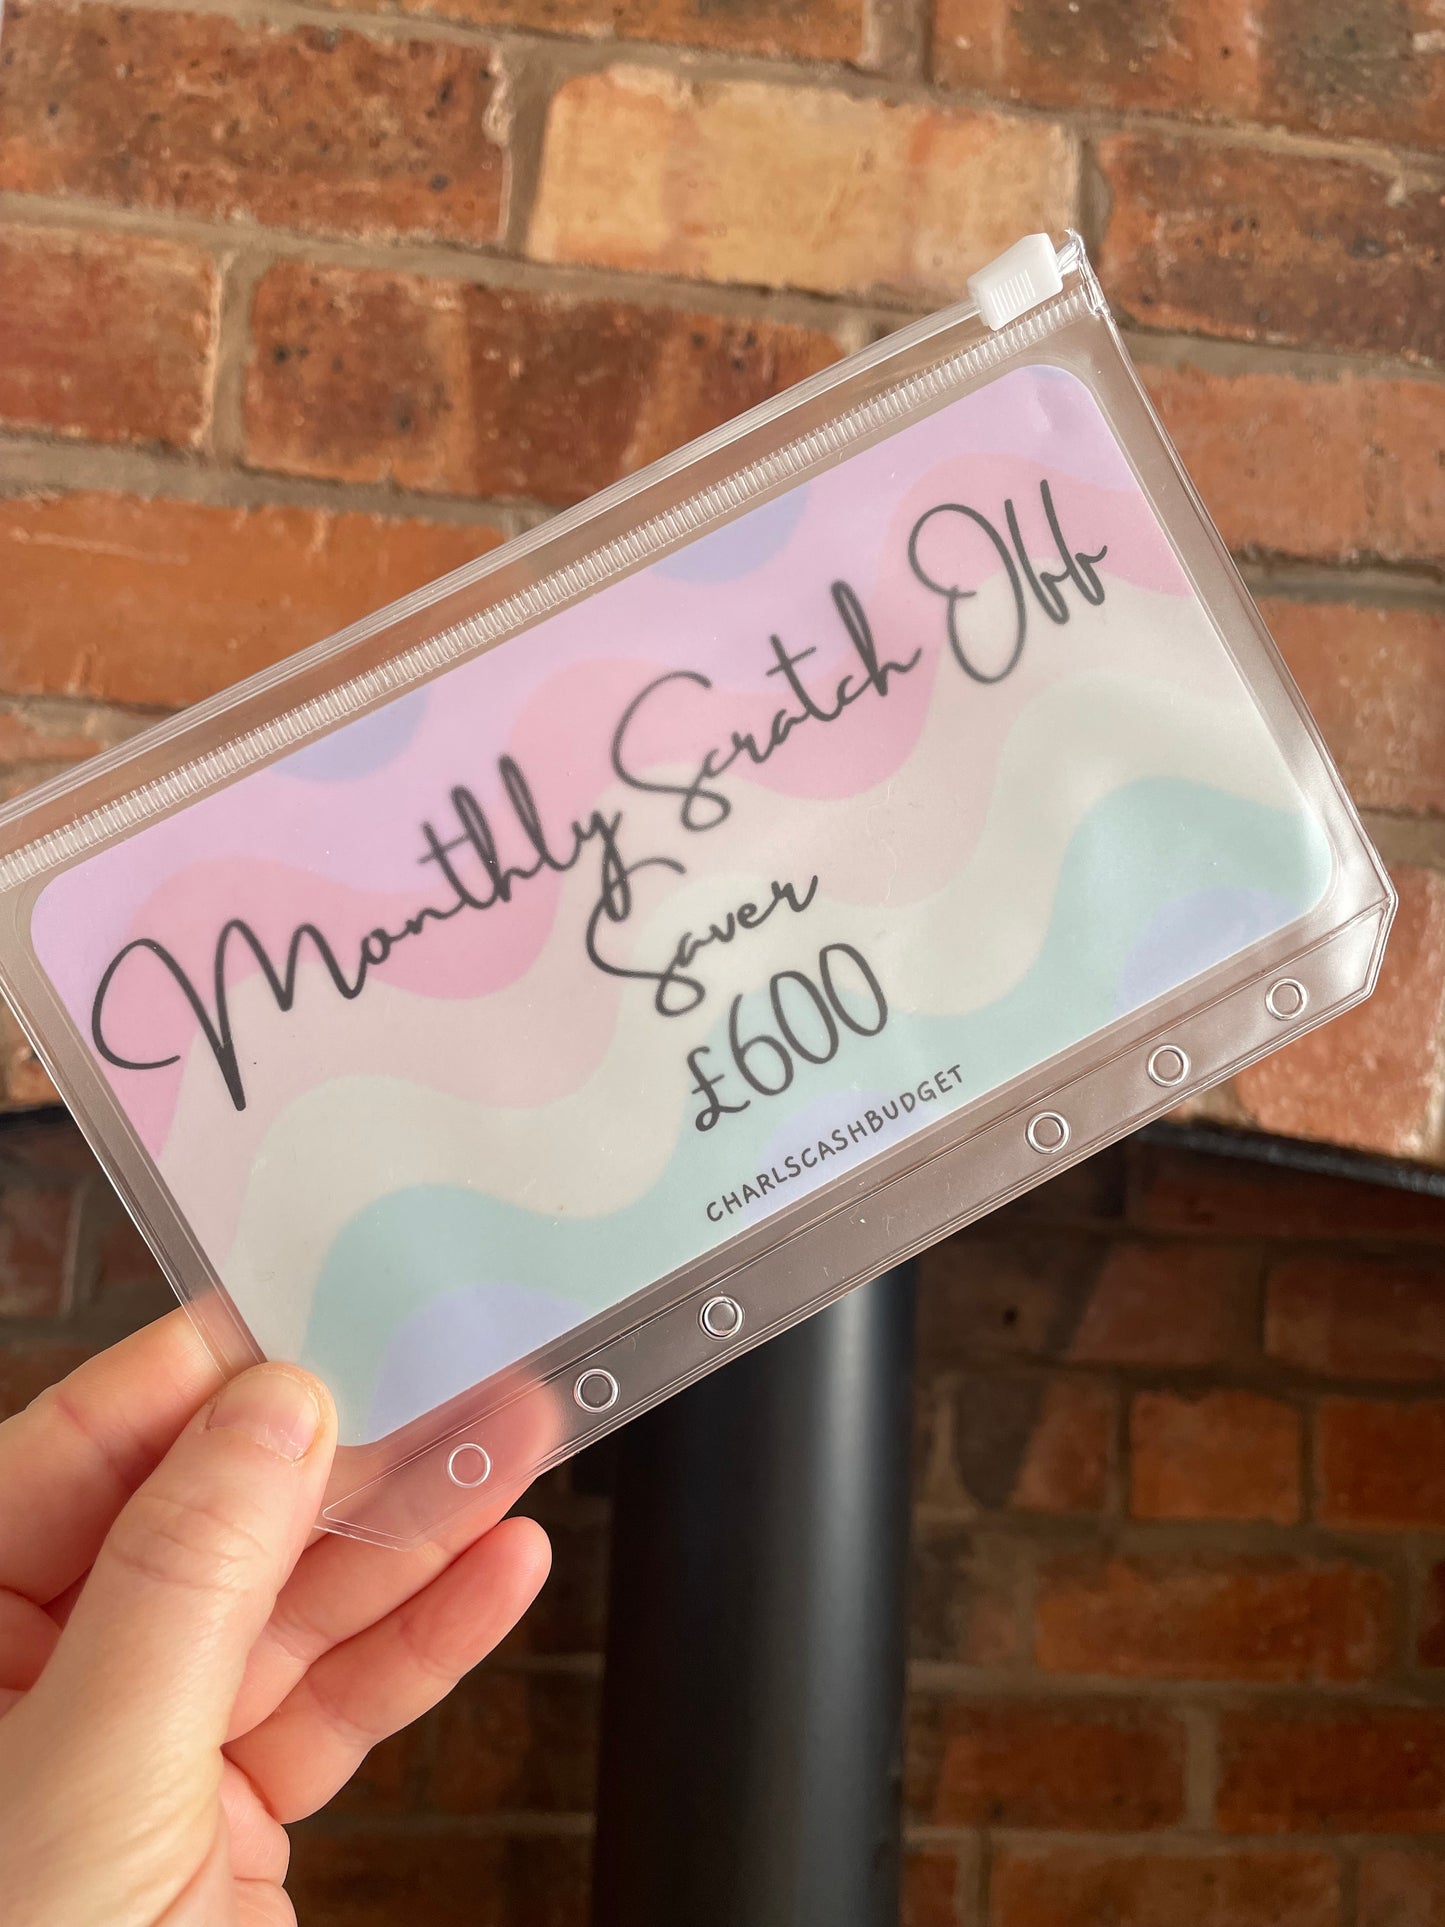 Monthly Scratch Off
Saver
£600
CHARLSCASHBUDGET